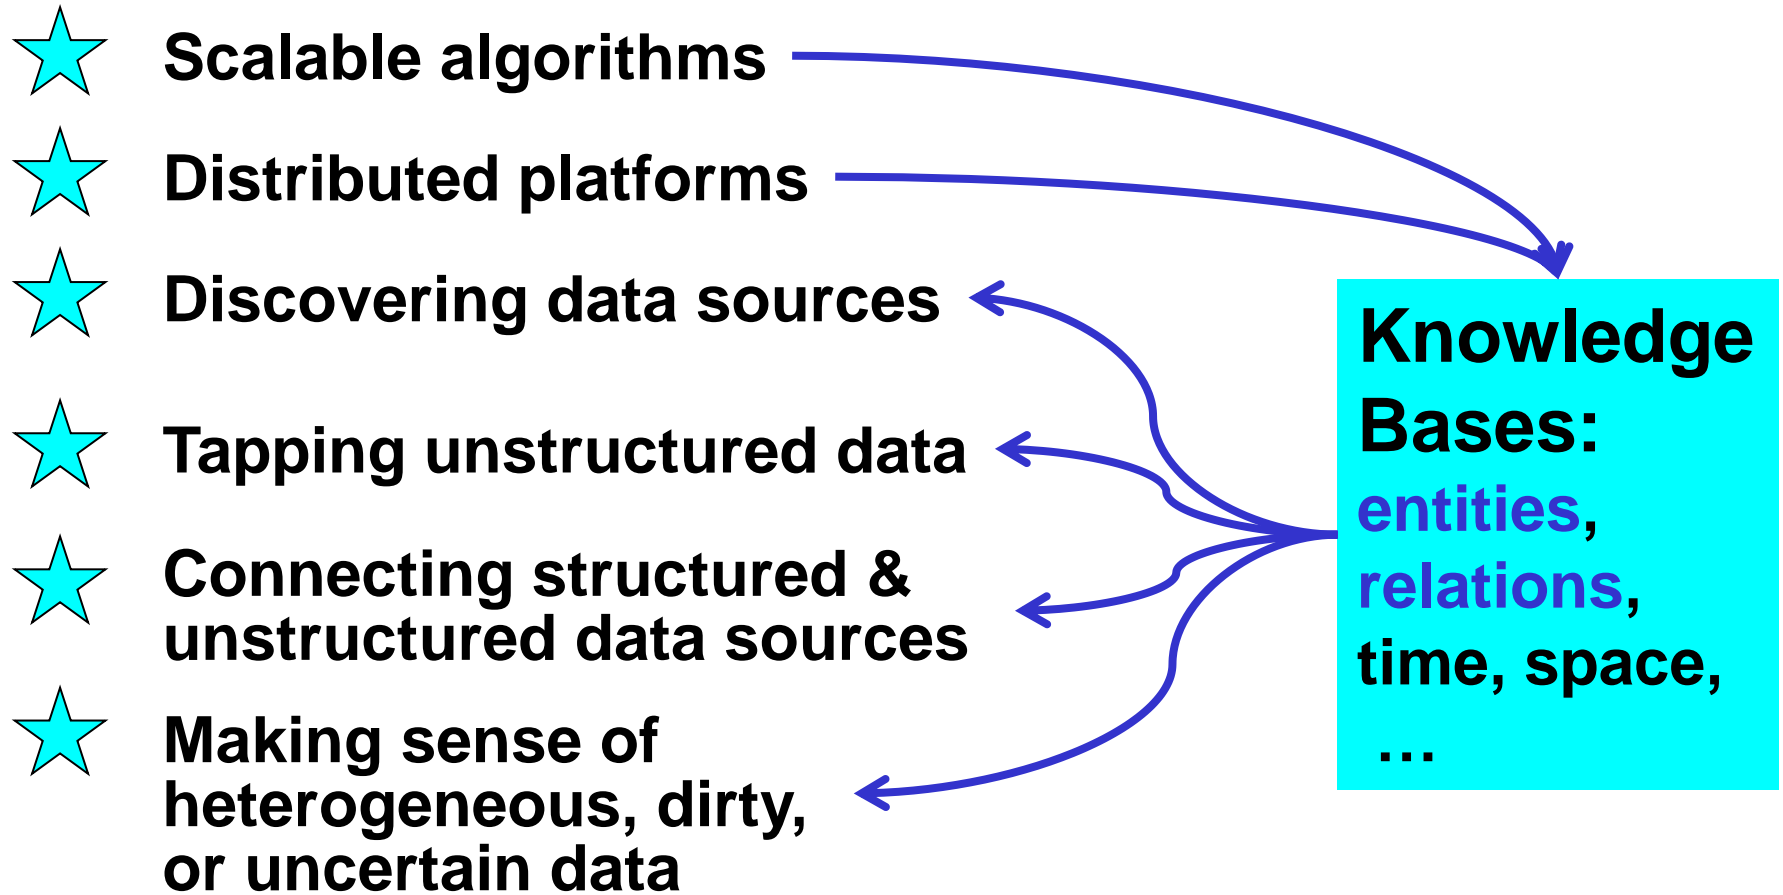 Scalable algorithms
Distributed platforms
Discovering data sources
Tapping unstructured data
Connecting structured &
unstructured data sources
Making sense of
heterogeneous, dirty,
or uncertain data
Knowledge
Bases:
entities,
relations,
time, space,
…